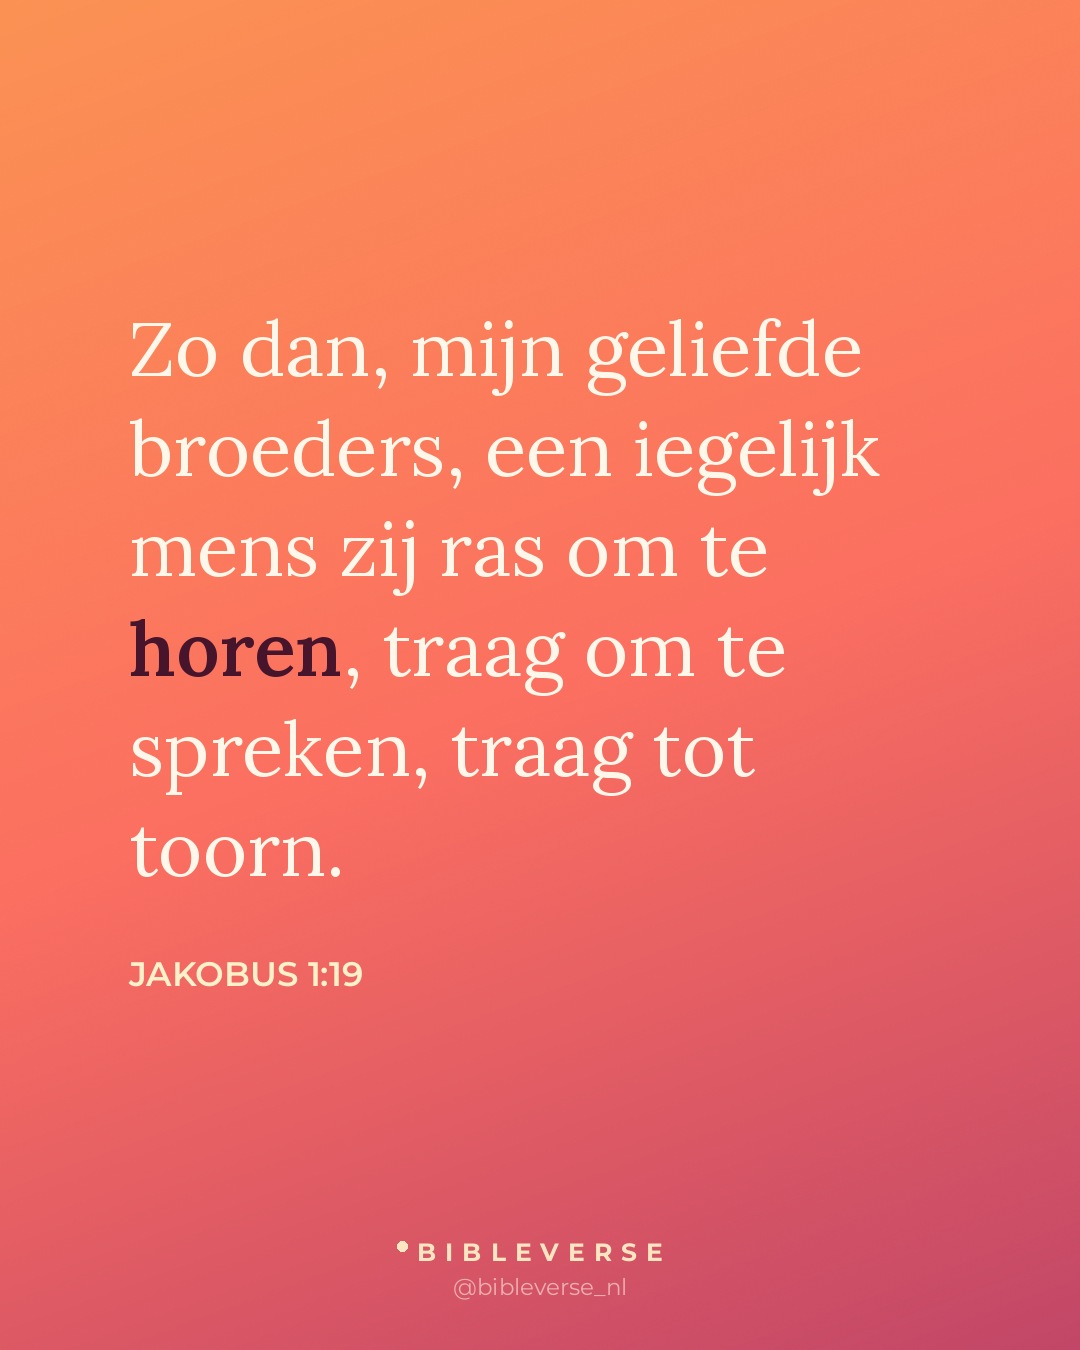 Zo dan, mijn geliefde
broeders, een iegelijk
mens zij ras om te
horen, traag om te
spreken, traag tot
toorn.
JAKOBUS 1:19
BIBLEVERSE
@bibleverse_nl